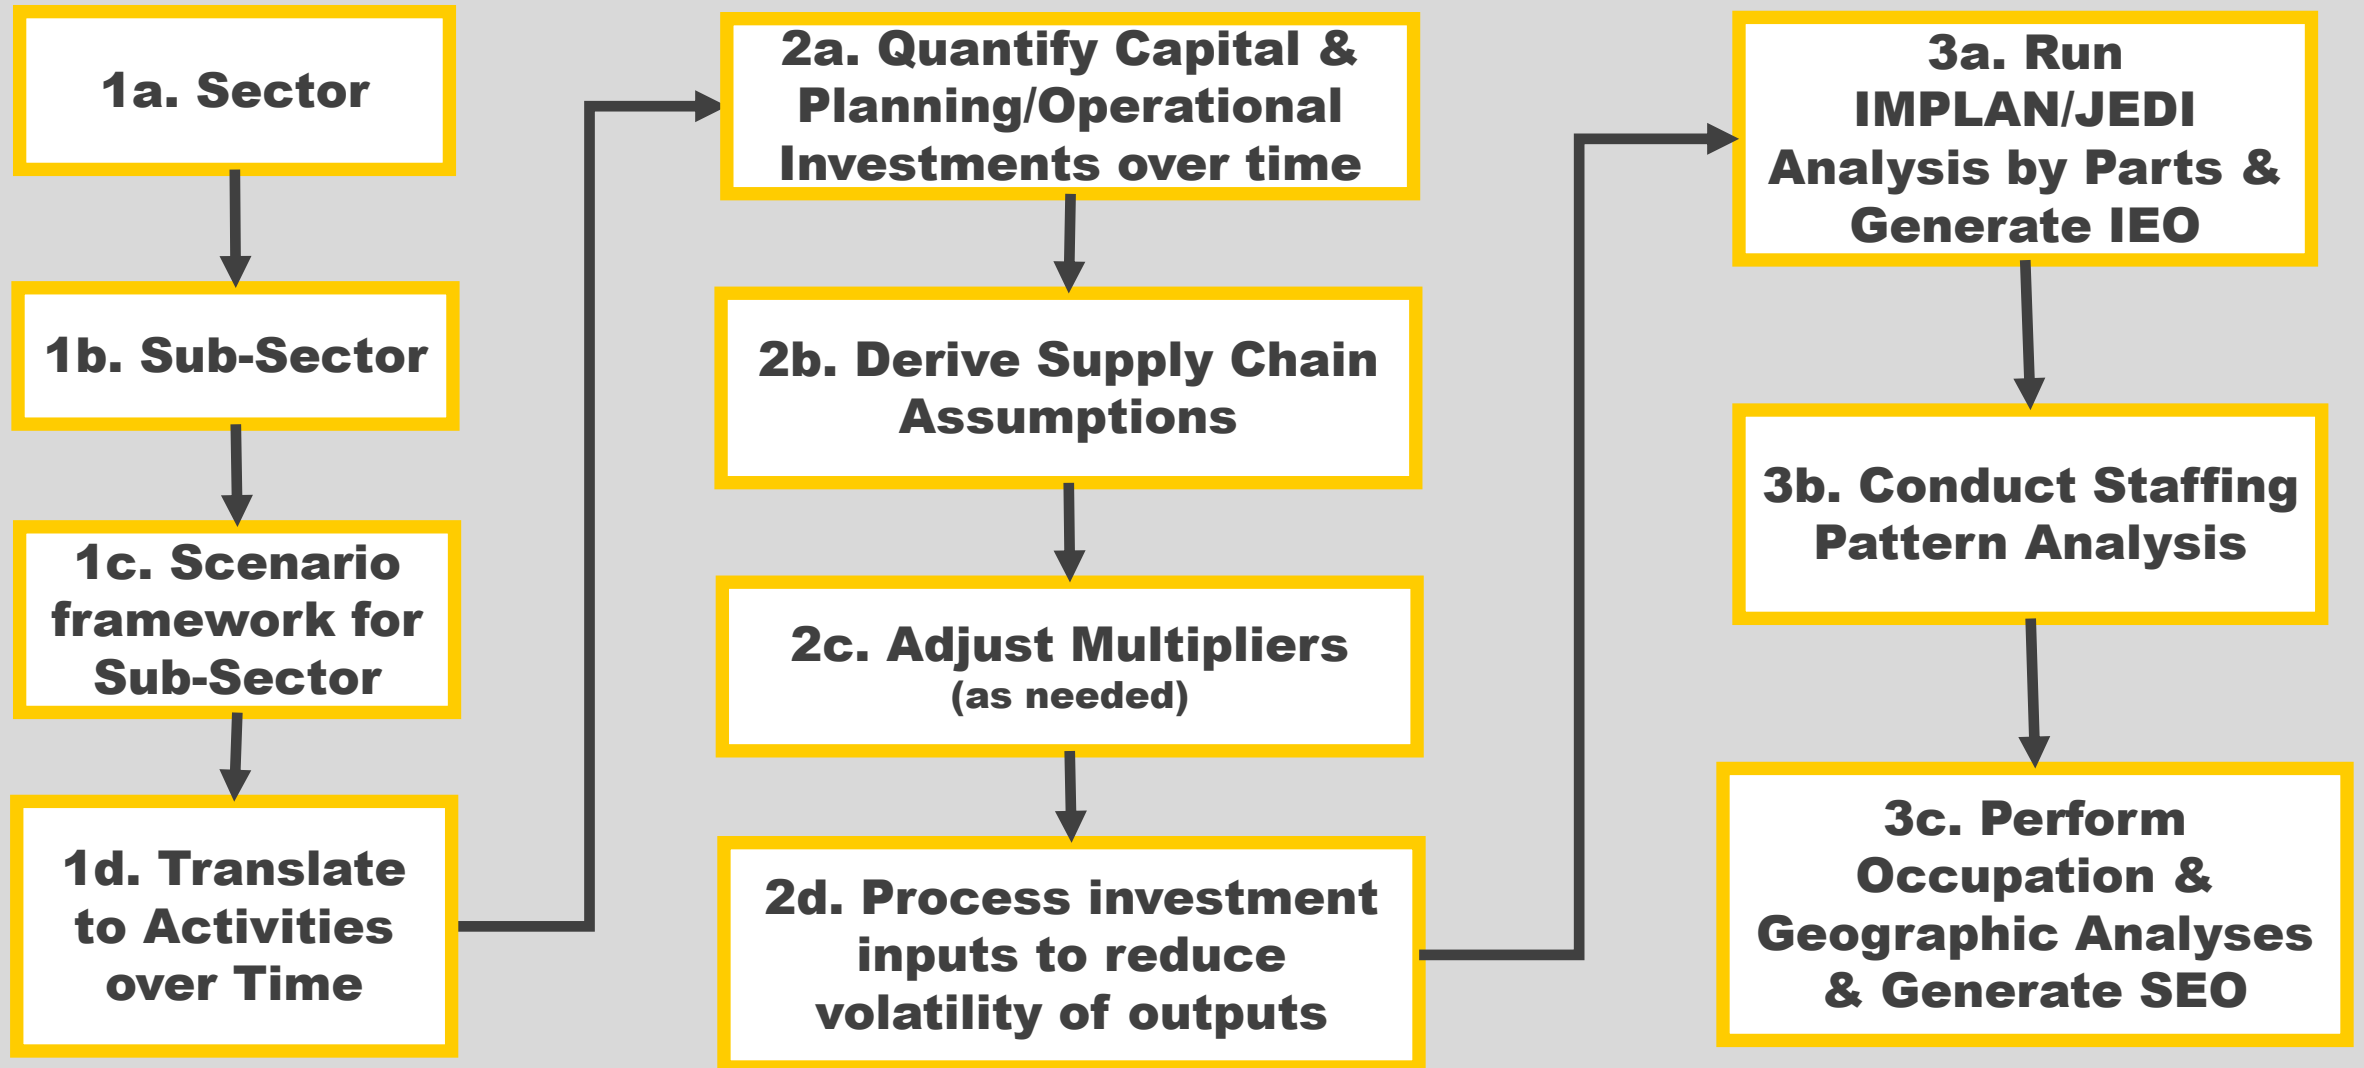 1a. Sector
1b. Sub-Sector
1c. Scenario
framework for
Sub-Sector
1d. Translate
to Activities
over Time
2a. Quantify Capital &
Planning/Operational
Investments over time
2b. Derive Supply Chain
Assumptions
2c. Adjust Multipliers
(as needed)
2d. Process investment
inputs to reduce
volatility of outputs
3a. Run
IMPLAN/JEDI
Analysis by Parts &
Generate IEO
3b. Conduct Staffing
Pattern Analysis
3c. Perform
Occupation &
Geographic Analyses
& Generate SEO